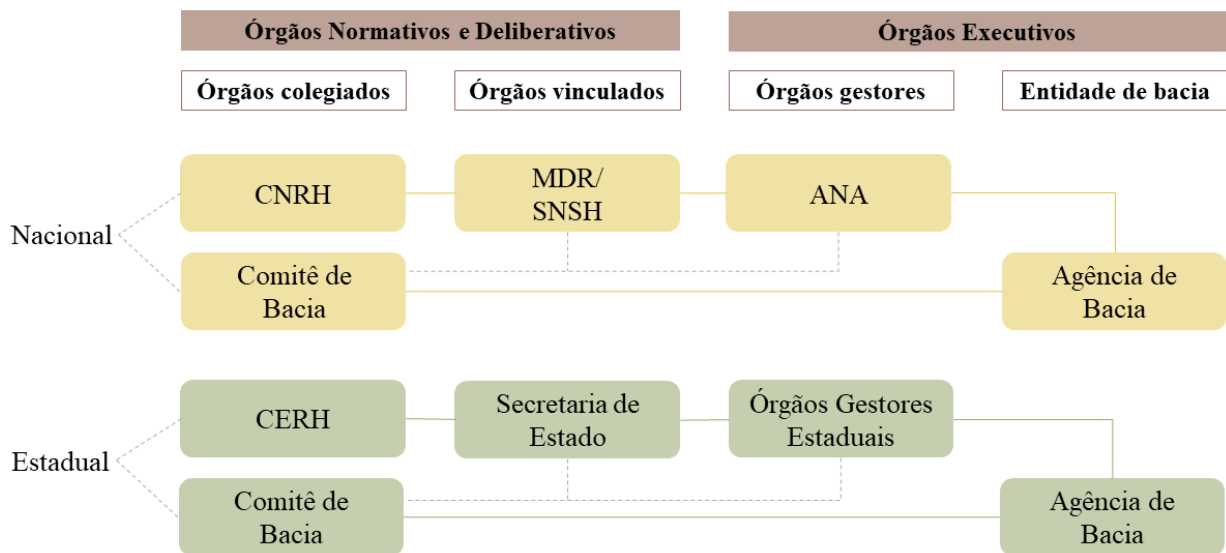 Órgãos Normativos e Deliberativos
Órgãos Executivos
Órgãos colegiados
Órgãos vinculados
Órgãos gestores
Entidade de bacia
Nacional
CNRH
MDR/
SNSH
ANA
Comitê de
Bacia
Agência de
Bacia
Estadual
CERH
Secretaria de
Estado
Órgãos Gestores
Estaduais
Comitê de
Bacia
Agência de
Bacia